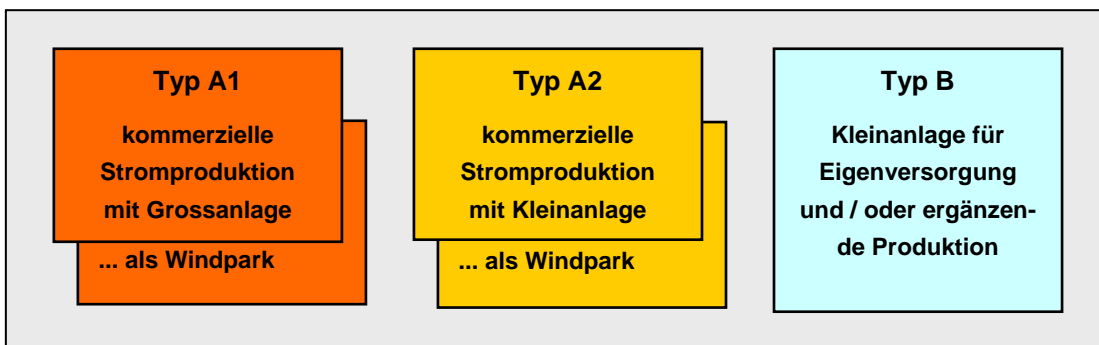 Typ A1
kommerzielle
Stromproduktion
mit Grossanlage
... als Windpark
Typ A2
kommerzielle
Stromproduktion
mit Kleinanlage
... als Windpark
Typ B
Kleinanlage für
Eigenversorgung
und / oder ergänzen-
de Produktion